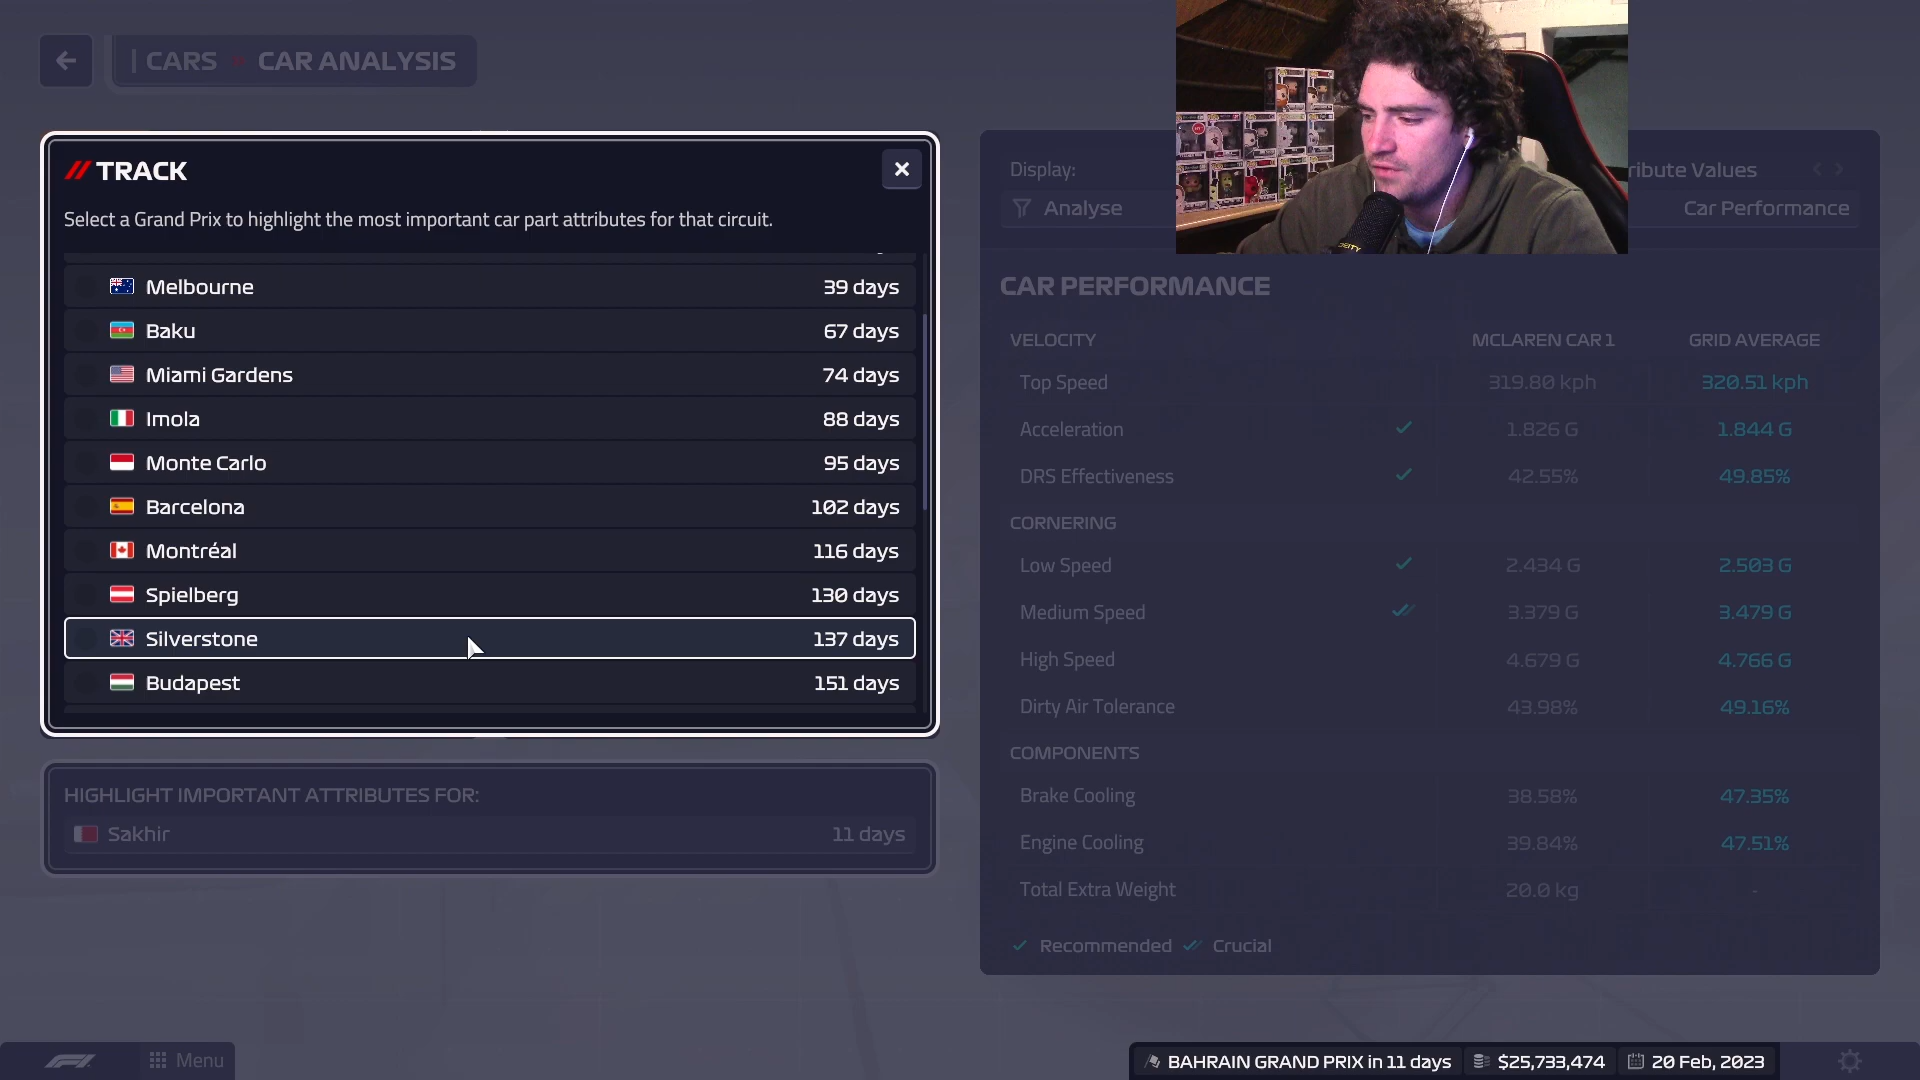 CARS » CAR ANALYSIS
// TRACK
Select a Grand Prix to highlight the most important car part attributes for that circuit.
Melbourne 39 days
Baku 67 days
Miami Gardens 74 days
Imola 88 days
Monte Carlo 95 days
Barcelona 102 days
Montréal 116 days
Spielberg 130 days
Silverstone 137 days
Budapest 151 days
HIGHLIGHT IMPORTANT ATTRIBUTES FOR:
Sakhir 11 days
Display: ribute Values
Analyse Car Performance
CAR PERFORMANCE
VELOCITY MCLAREN CAR 1 GRID AVERAGE
Top Speed 319.80 kph 320.51 kph
Acceleration 1.826 G 1.844 G
DRS Effectiveness 42.55% 49.85%
CORNERING
Low Speed 2.434 G 2.503 G
Medium Speed 3.379 G 3.479 G
High Speed 4.679 G 4.766 G
Dirty Air Tolerance 43.98% 49.16%
COMPONENTS
Brake Cooling 38.58% 47.35%
Engine Cooling 39.84% 47.51%
Total Extra Weight 20.0 kg -
Recommended Crucial
Menu
BAHRAIN GRAND PRIX in 11 days $25,733,474 20 Feb, 2023